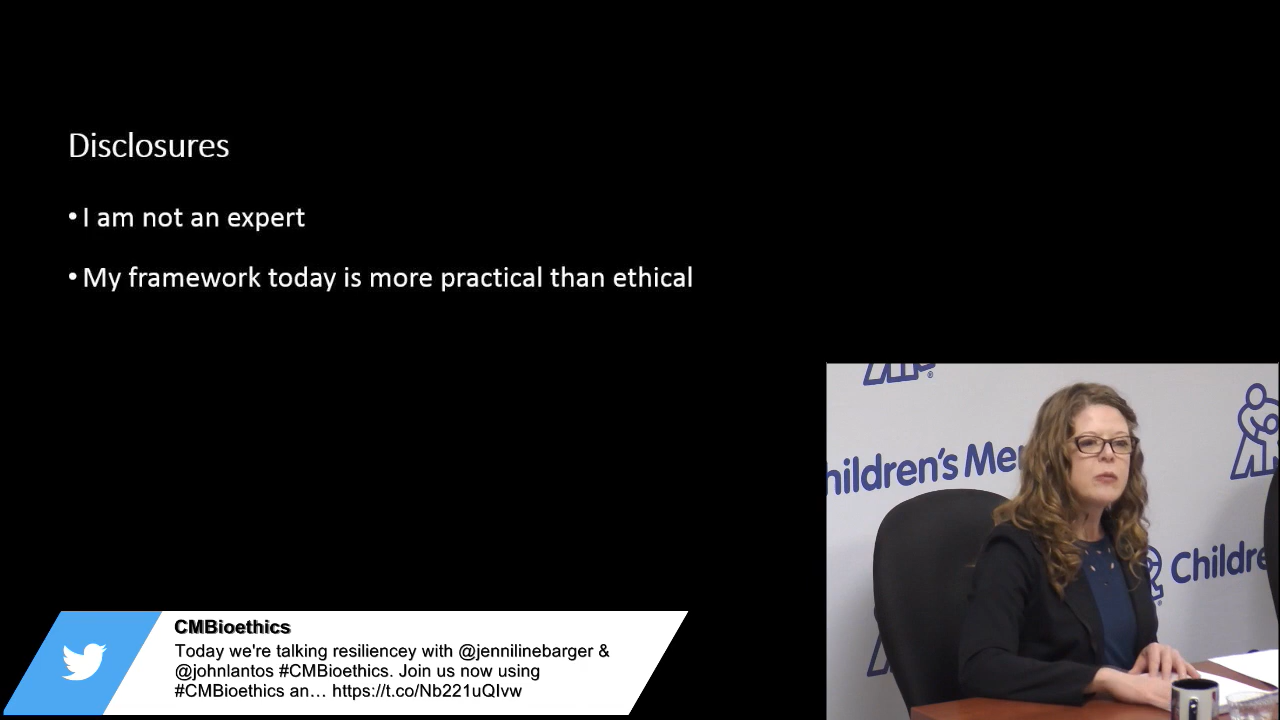 Disclosures
• I am not an expert
• My framework today is more practical than ethical
®
hildren's Me
Childre
CMBioethics
Today we're talking resiliencey with @jennilinebarger &
@johnlantos #CMBioethics. Join us now using
#CMBioethics an… https://t.co/Nb221uQIvw